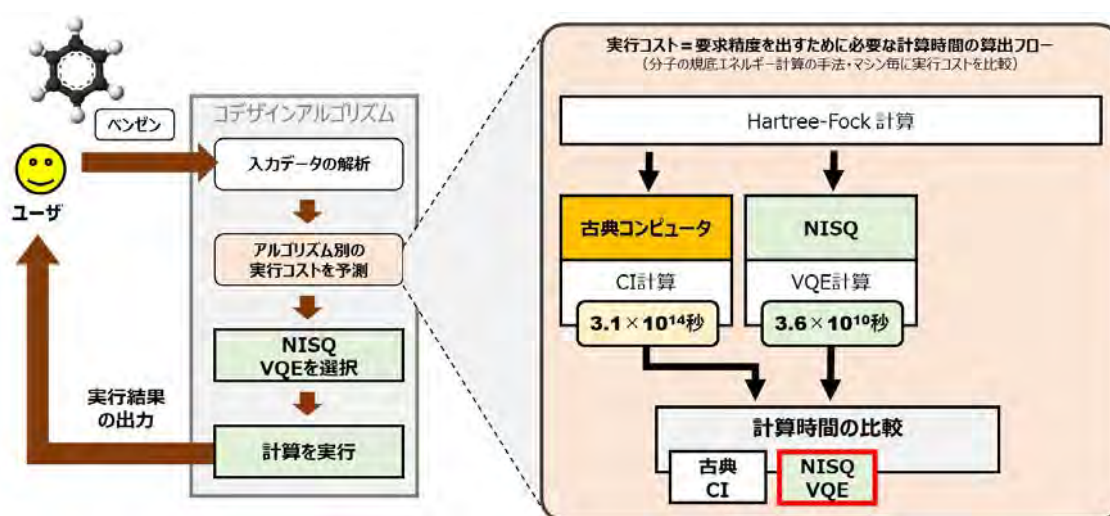 ベンゼン
ユーザ
実行結果
の出力
コデザインアルゴリズム
入力データの解析
アルゴリズム別の
実行コストを予測
NISQ
VQEを選択
計算を実行
実行コスト=要求精度を出すために必要な計算時間の算出フロー
(分子の規底エネルギー計算の手法・マシン毎に実行コストを比較)
Hartree-Fock 計算
古典コンピュータ
CI計算
3.1×10¹⁴秒
NISQ
VQE計算
3.6×10¹⁰秒
計算時間の比較
古典
CI
NISQ
VQE